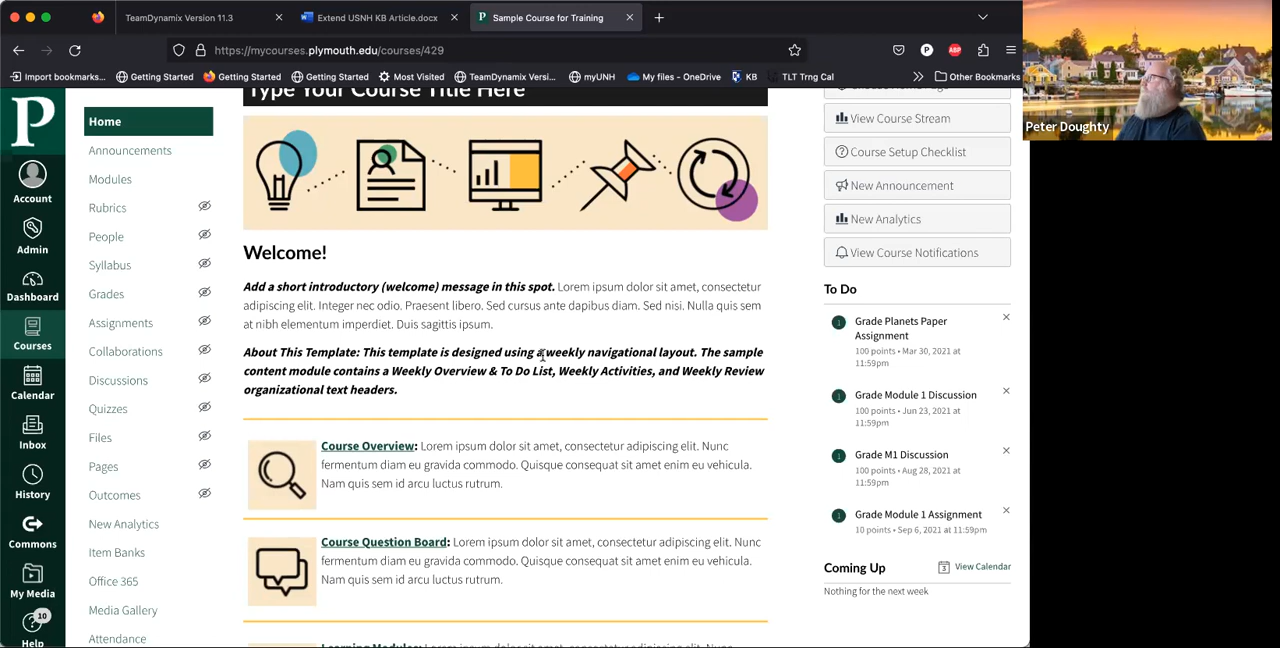 TeamDynamix Version 11.3
Extend USNH KB Article.docx
Sample Course for Training
https://mycourses.plymouth.edu/courses/429
P
ABP
Import bookmarks...
Getting Started
Getting Started
Getting Started
Most Visited
TeamDynamix Versi...
myUNH
My files - OneDrive
KB
TLT Trng Cal
Other Bookmarks
P
Account
Admin
Dashboard
Courses
Calendar
Inbox
History
Commons
My Media
10
Help
Home
Announcements
Modules
Rubrics
People
Syllabus
Grades
Assignments
Collaborations
Discussions
Quizzes
Files
Pages
Outcomes
New Analytics
Item Banks
Office 365
Media Gallery
Attendance
Type Your Course Title Here
Welcome!
Add a short introductory (welcome) message in this spot. Lorem ipsum dolor sit amet, consectetur
adipiscing elit. Integer nec odio. Praesent libero. Sed cursus ante dapibus diam. Sed nisi. Nulla quis sem
at nibh elementum imperdiet. Duis sagittis ipsum.
About This Template: This template is designed using a weekly navigational layout. The sample
content module contains a Weekly Overview & To Do List, Weekly Activities, and Weekly Review
organizational text headers.
Course Overview: Lorem ipsum dolor sit amet, consectetur adipiscing elit. Nunc
fermentum diam eu gravida commodo. Quisque consequat sit amet enim eu vehicula.
Nam quis sem id arcu luctus rutrum.
Course Question Board: Lorem ipsum dolor sit amet, consectetur adipiscing elit. Nunc
fermentum diam eu gravida commodo. Quisque consequat sit amet enim eu vehicula.
Nam quis sem id arcu luctus rutrum.
View Course Stream
Course Setup Checklist
New Announcement
New Analytics
View Course Notifications
To Do
Grade Planets Paper
Assignment
100 points • Mar 30, 2021 at
11:59pm
Grade Module 1 Discussion
100 points • Jun 23, 2021 at
11:59pm
Grade M1 Discussion
100 points • Aug 28, 2021 at
11:59pm
Grade Module 1 Assignment
10 points • Sep 6, 2021 at 11:59pm
Coming Up
View Calendar
Nothing for the next week
Peter Doughty